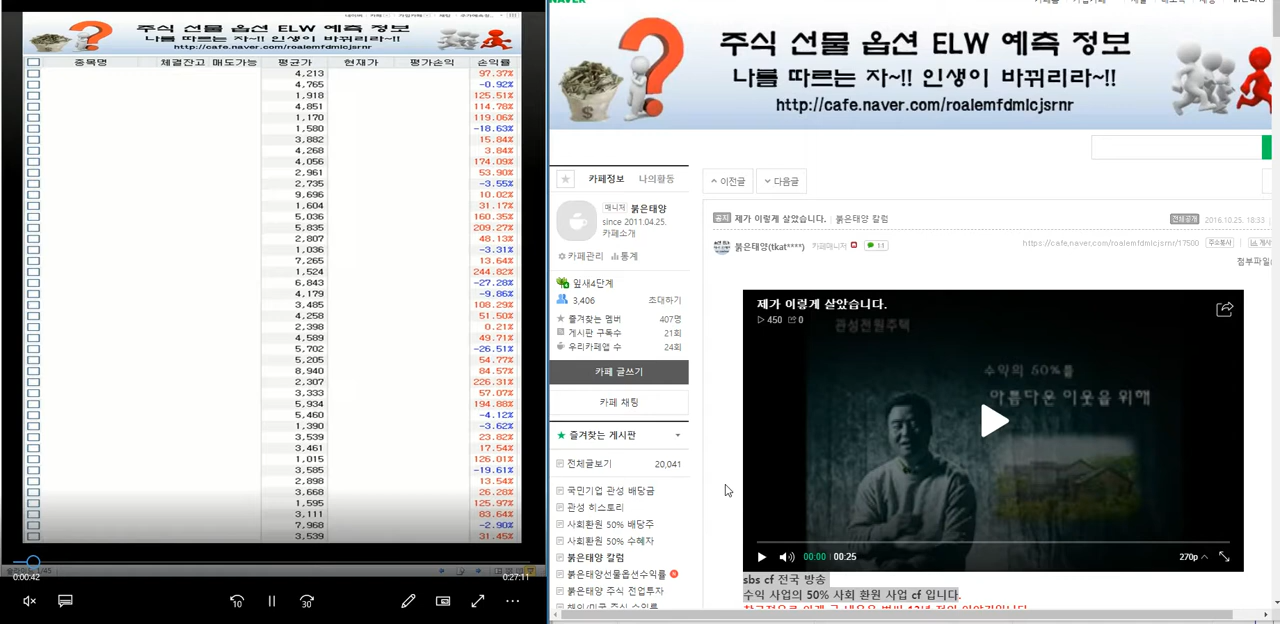 주식 선물 옵션 ELW 예측 정보
나를 따르는 자~!! 인생이 바뀌리라~!!
http://cafe.naver.com/roalemfdmlcjsrnr
종목명 체결잔고 매도가능 평균가 현재가 평가손익 손익률
4,213 97.37%
4,765 -0.92%
1,918 125.51%
4,851 114.78%
1,170 119.06%
1,580 -18.63%
3,882 15.84%
4,268 3.84%
4,056 174.09%
2,961 53.90%
2,735 -3.55%
9,696 10.02%
1,604 31.17%
5,036 160.35%
5,835 209.27%
2,807 48.13%
1,036 -3.31%
7,265 13.64%
1,524 244.82%
6,843 -27.28%
4,179 -9.86%
3,485 108.29%
4,258 51.50%
2,398 0.21%
4,589 49.71%
5,702 -26.51%
5,205 54.77%
8,940 84.57%
2,307 226.31%
3,333 57.07%
5,934 194.88%
5,460 -4.12%
1,390 -3.62%
3,539 23.82%
3,461 17.54%
1,015 126.01%
3,585 -19.61%
2,898 13.54%
3,668 26.28%
1,595 125.97%
3,111 83.64%
7,968 -2.90%
3,539 31.45%
0:00:42 0:27:11
10 30
NAVER
주식 선물 옵션 ELW 예측 정보
나를 따르는 자~!! 인생이 바뀌리라~!!
http://cafe.naver.com/roalemfdmlcjsrnr
카페정보 나의활동
매니저 붉은태양
since 2011.04.25.
카페소개
카페관리 통계
잎새4단계
3,406 초대하기
즐겨찾는 멤버 407명
게시판 구독수 21회
우리카페앱 수 24회
카페 글쓰기
카페 채팅
즐겨찾는 게시판
전체글보기 20,041
국민기업 관성 배당금
관성 히스토리
사회환원 50% 배당주
사회환원 50% 수혜자
붉은태양 칼럼
붉은태양선물옵션수익률
붉은태양 주식 전업투자
해외/미국 주식 수익률
이전글 다음글
공지 제가 이렇게 살았습니다. 붉은태양 칼럼 전체공개 2016.10.25. 18:33
붉은태양(tkat****) 카페매니저 11 https://cafe.naver.com/roalemfdmlcjsrnr/17500 주소복사
첨부파일
제가 이렇게 살았습니다.
450 0
관성전원주택
수익의 50%를
아름다운 이웃을 위해
00:00 00:25 270p
sbs cf 전국 방송
수익 사업의 50% 사회 환원 사업 cf 입니다.